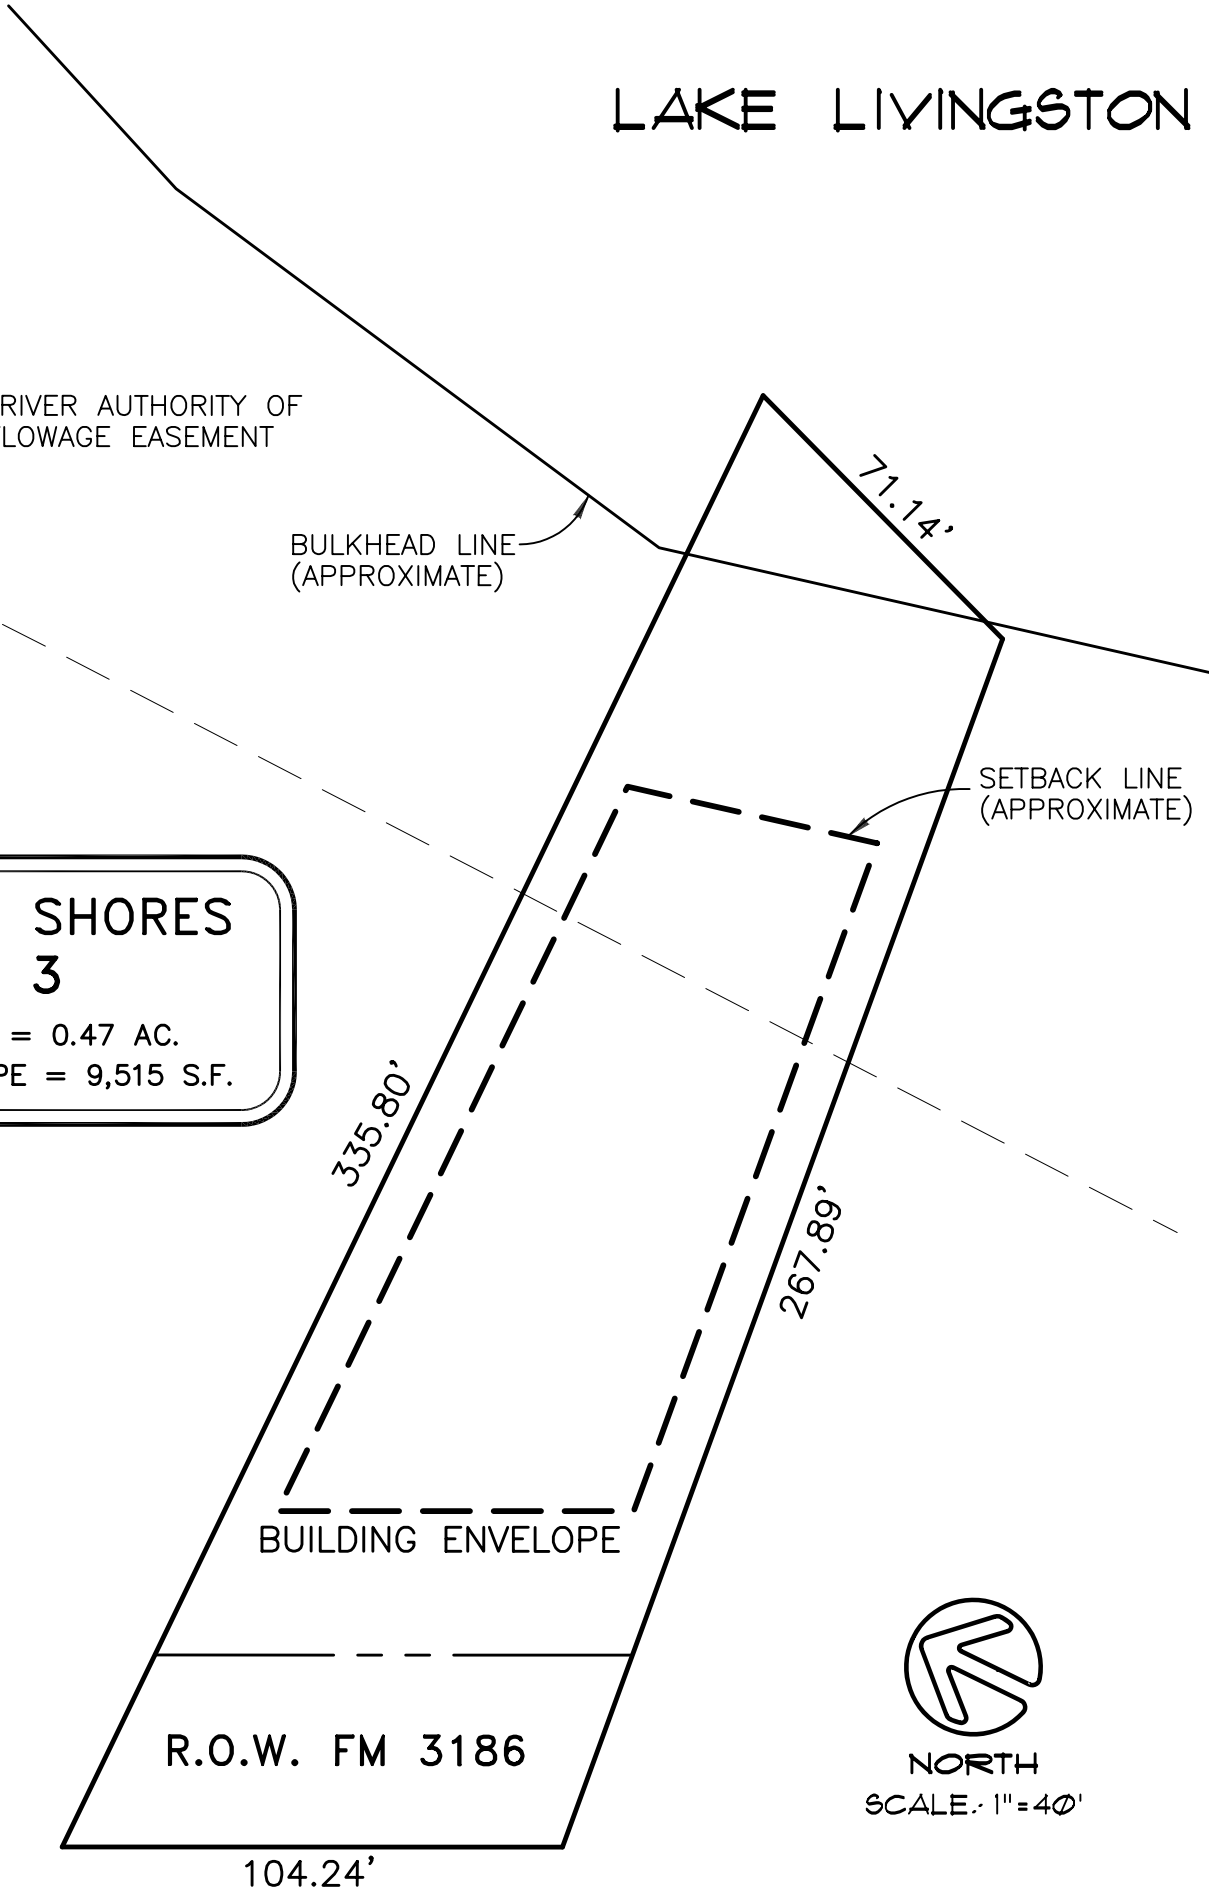 LAKE LIVINGSTON
RIVER AUTHORITY OF
FLOWAGE EASEMENT
71.14'
BULKHEAD LINE
(APPROXIMATE)
SETBACK LINE
(APPROXIMATE)
SHORES
3
= 0.47 AC.
PE = 9,515 S.F.
335.80'
267.89'
BUILDING ENVELOPE
R.O.W. FM 3186
104.24'
NORTH
SCALE: 1"=40'